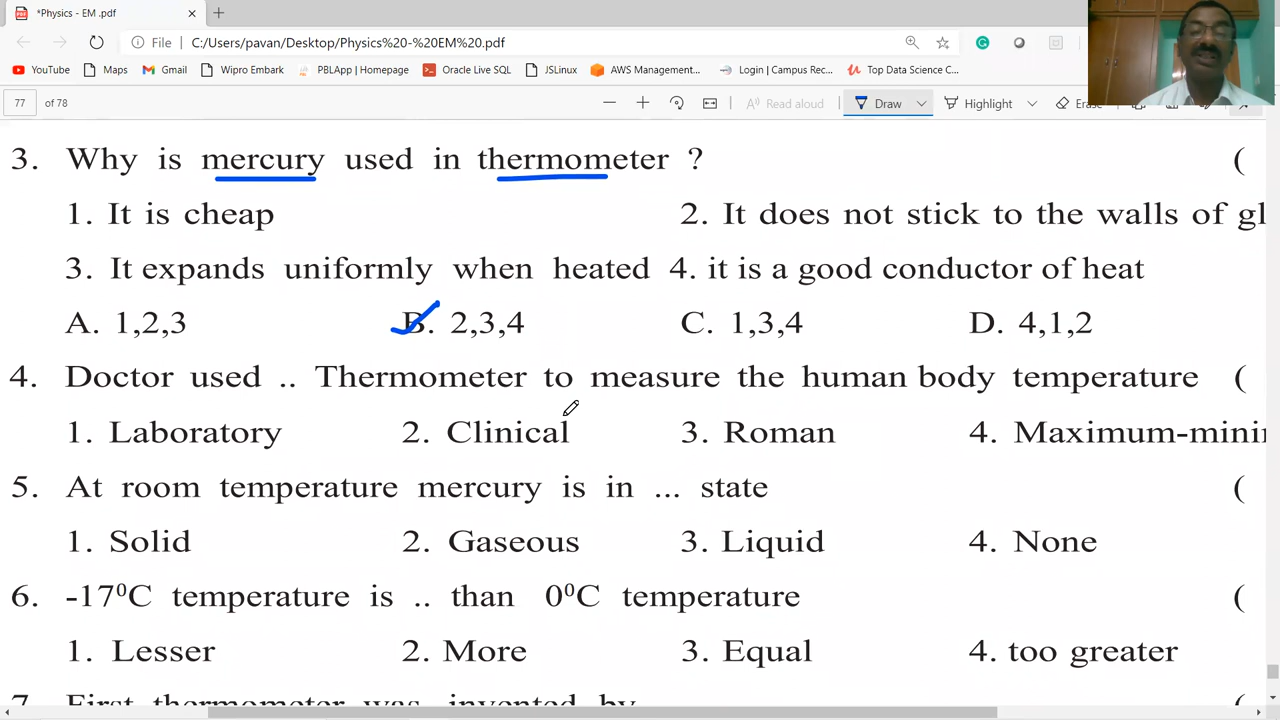 *Physics - EM .pdf
File C:/Users/pavan/Desktop/Physics%20-%20EM%20.pdf
YouTube Maps Gmail Wipro Embark PBLApp | Homepage Oracle Live SQL JSLinux AWS Management... Login | Campus Rec... Top Data Science C...
77 of 78 Read aloud Draw Highlight Erase
3. Why is mercury used in thermometer ? (
1. It is cheap 2. It does not stick to the walls of gl
3. It expands uniformly when heated 4. it is a good conductor of heat
A. 1,2,3 B. 2,3,4 C. 1,3,4 D. 4,1,2
4. Doctor used .. Thermometer to measure the human body temperature (
1. Laboratory 2. Clinical 3. Roman 4. Maximum-mini
5. At room temperature mercury is in ... state (
1. Solid 2. Gaseous 3. Liquid 4. None
6. -17⁰C temperature is .. than 0⁰C temperature (
1. Lesser 2. More 3. Equal 4. too greater
7. First thermometer was invented by (